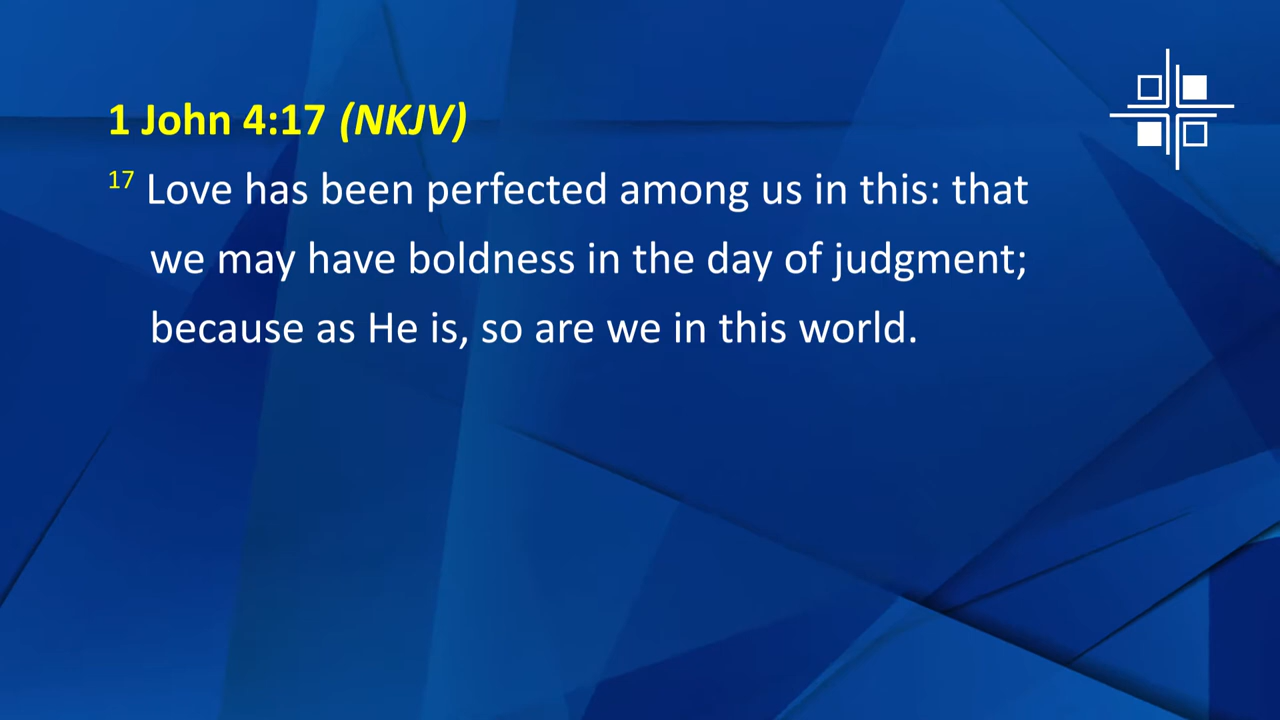 1 John 4:17 (NKJV)
17 Love has been perfected among us in this: that
we may have boldness in the day of judgment;
because as He is, so are we in this world.